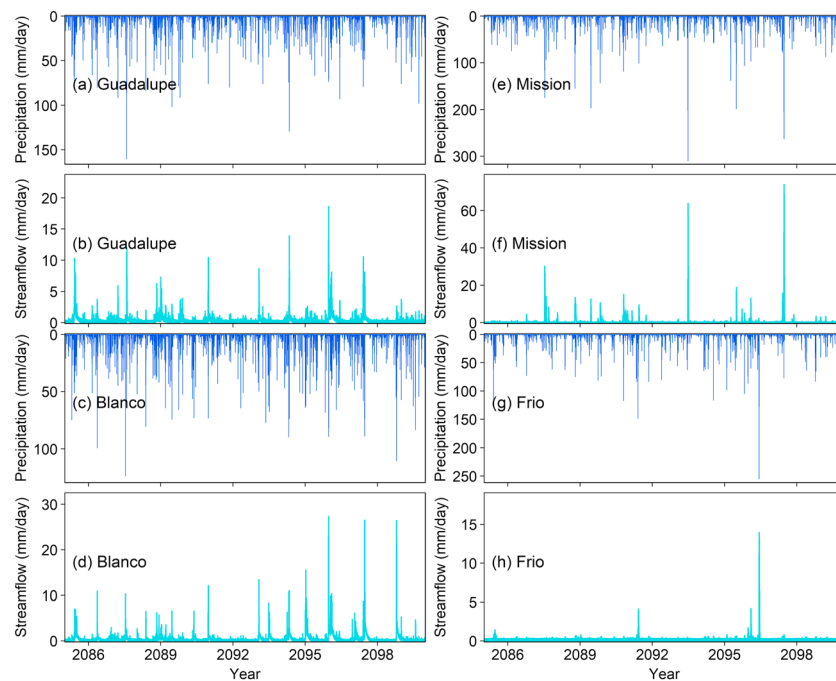 Precipitation (mm/day)
0
50
100
150
(a) Guadalupe
Precipitation (mm/day)
0
100
200
300
(e) Mission
Streamflow (mm/day)
20
15
10
5
0
(b) Guadalupe
Streamflow (mm/day)
60
40
20
0
(f) Mission
Precipitation (mm/day)
0
50
100
(c) Blanco
Precipitation (mm/day)
0
50
100
150
200
250
(g) Frio
Streamflow (mm/day)
30
20
10
0
(d) Blanco
2086 2089 2092 2095 2098
Year
Streamflow (mm/day)
15
10
5
0
(h) Frio
2086 2089 2092 2095 2098
Year